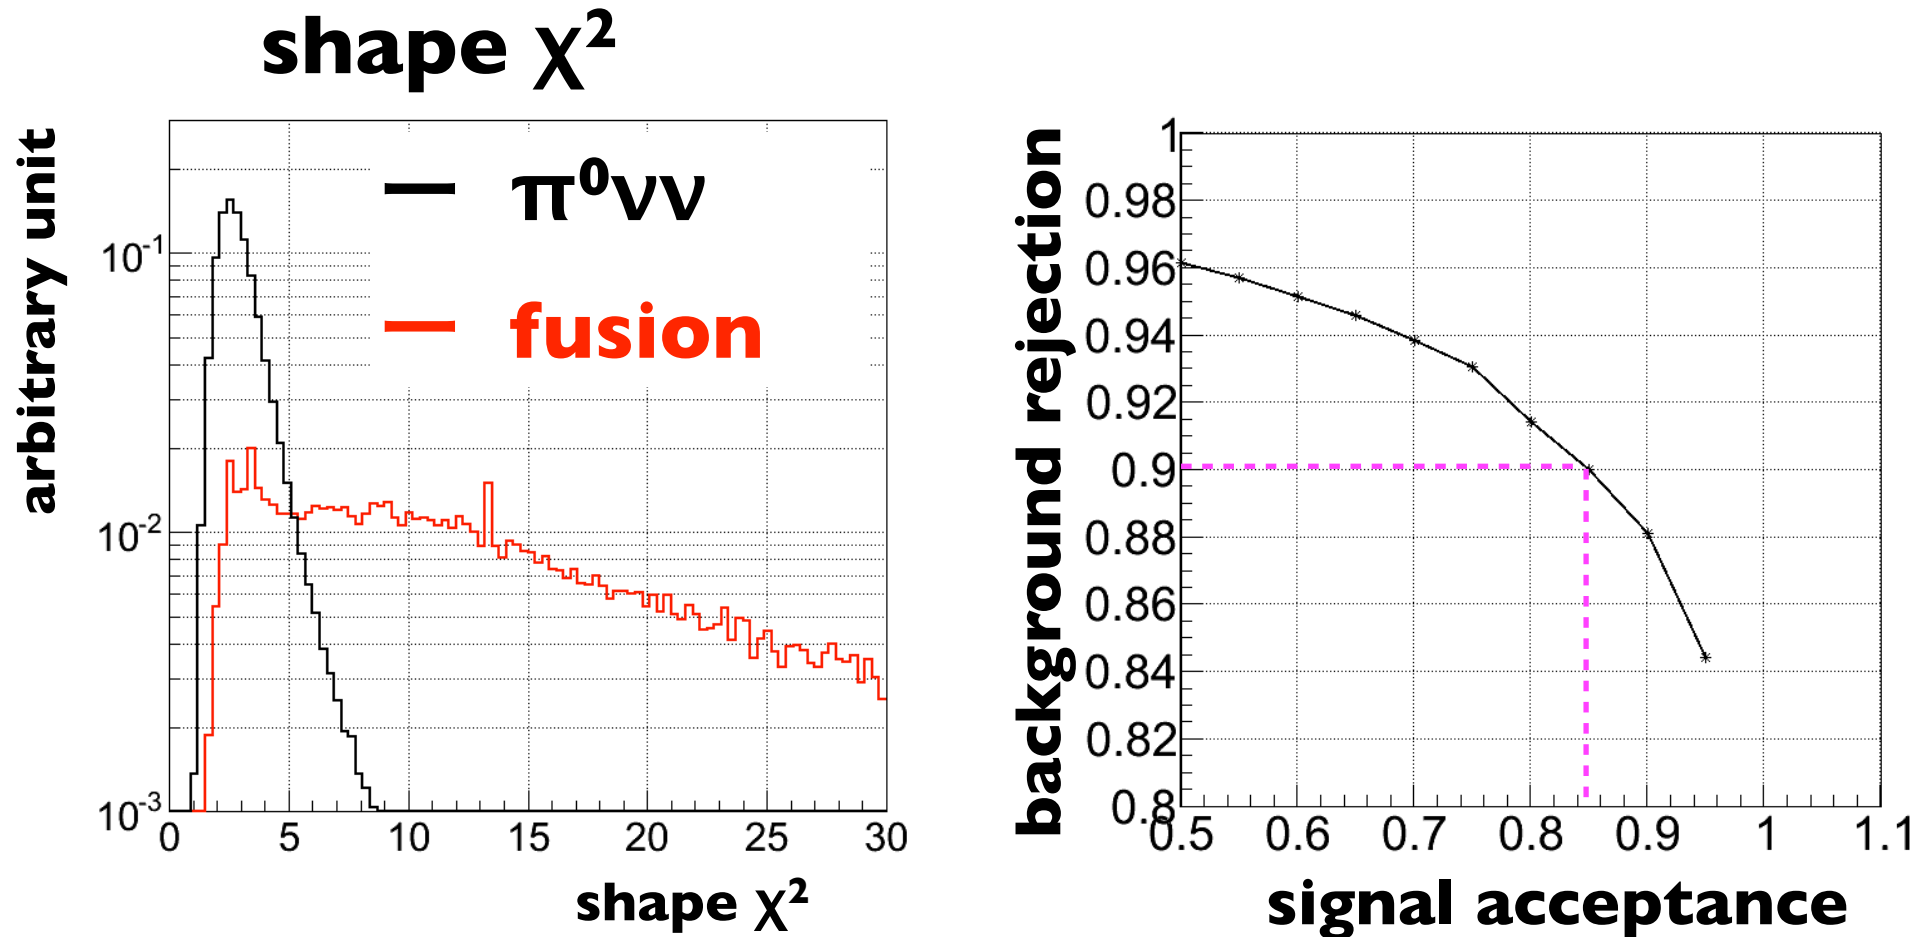 shape χ²
arbitrary unit
10⁻¹
10⁻²
10⁻³
π⁰νν
fusion
0 5 10 15 20 25 30
shape χ²
background rejection
1
0.98
0.96
0.94
0.92
0.9
0.88
0.86
0.84
0.82
0.8
0.5 0.6 0.7 0.8 0.9 1 1.1
signal acceptance